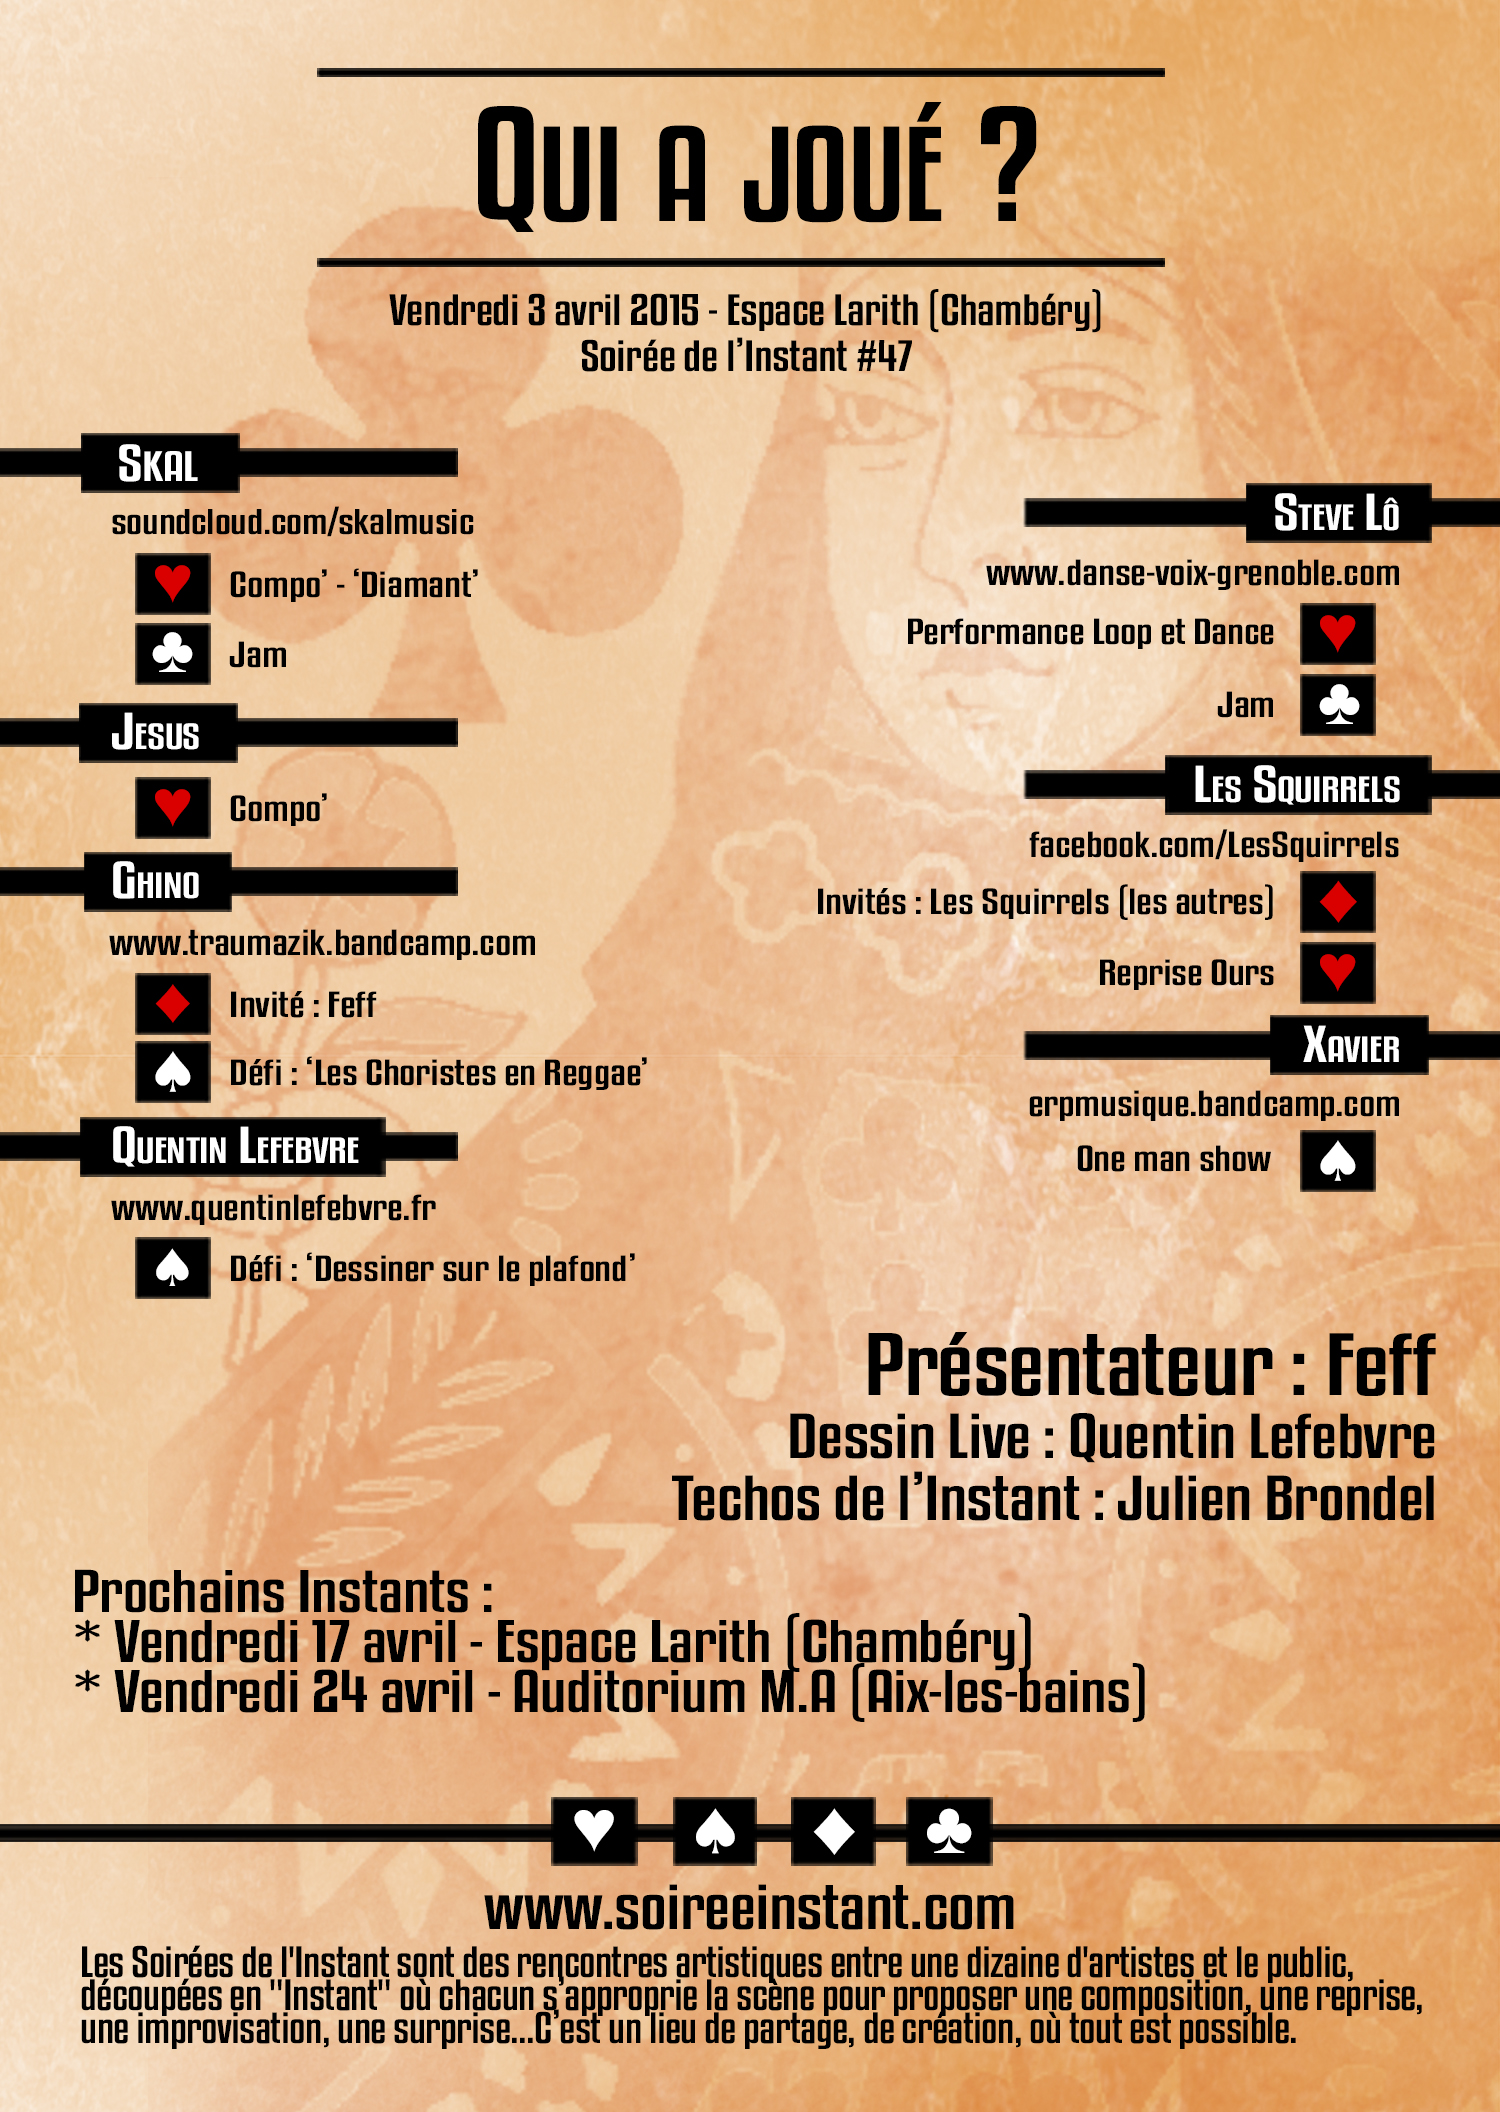 Qui a joué ?
Vendredi 3 avril 2015 - Espace Larith (Chambéry)
Soirée de l’Instant #47
Skal
soundcloud.com/skalmusic
Compo’ - ‘Diamant’
Jam
Jesus
Compo’
Ghino
www.traumazik.bandcamp.com
Invité : Feff
Défi : ‘Les Choristes en Reggae’
Quentin Lefebvre
www.quentinlefebvre.fr
Défi : ‘Dessiner sur le plafond’
Steve Lô
www.danse-voix-grenoble.com
Performance Loop et Dance
Jam
Les Squirrels
facebook.com/LesSquirrels
Invités : Les Squirrels (les autres)
Reprise Ours
Xavier
erpmusique.bandcamp.com
One man show
Présentateur : Feff
Dessin Live : Quentin Lefebvre
Techos de l’Instant : Julien Brondel
Prochains Instants :
* Vendredi 17 avril - Espace Larith (Chambéry)
* Vendredi 24 avril - Auditorium M.A (Aix-les-bains)
www.soireeinstant.com
Les Soirées de l'Instant sont des rencontres artistiques entre une dizaine d'artistes et le public,
découpées en "Instant" où chacun s’approprie la scène pour proposer une composition, une reprise,
une improvisation, une surprise...C’est un lieu de partage, de création, où tout est possible.